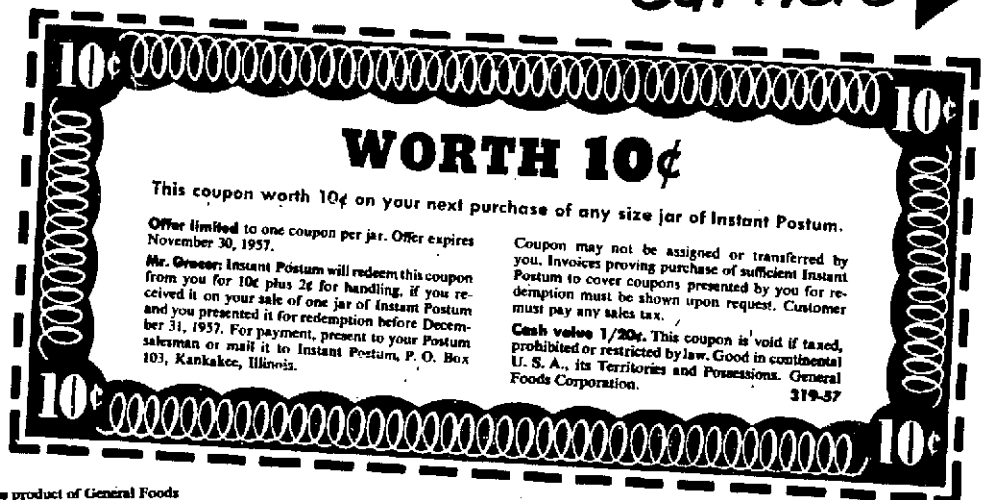 Cut Here
10¢ 10¢
WORTH 10¢
This coupon worth 10¢ on your next purchase of any size jar of Instant Postum.
Offer limited to one coupon per jar. Offer expires
November 30, 1957.
Mr. Grocer: Instant Postum will redeem this coupon
from you for 10¢ plus 2¢ for handling, if you re-
ceived it on your sale of one jar of Instant Postum
and you presented it for redemption before Decem-
ber 31, 1957. For payment, present to your Postum
salesman or mail it to Instant Postum, P. O. Box
103, Kankakee, Illinois.
Coupon may not be assigned or transferred by
you. Invoices proving purchase of sufficient Instant
Postum to cover coupons presented by you for re-
demption must be shown upon request. Customer
must pay any sales tax.
Cash value 1/20¢. This coupon is void if taxed,
prohibited or restricted by law. Good in continental
U. S. A., its Territories and Possessions. General
Foods Corporation.
319-57
10¢ 10¢
product of General Foods